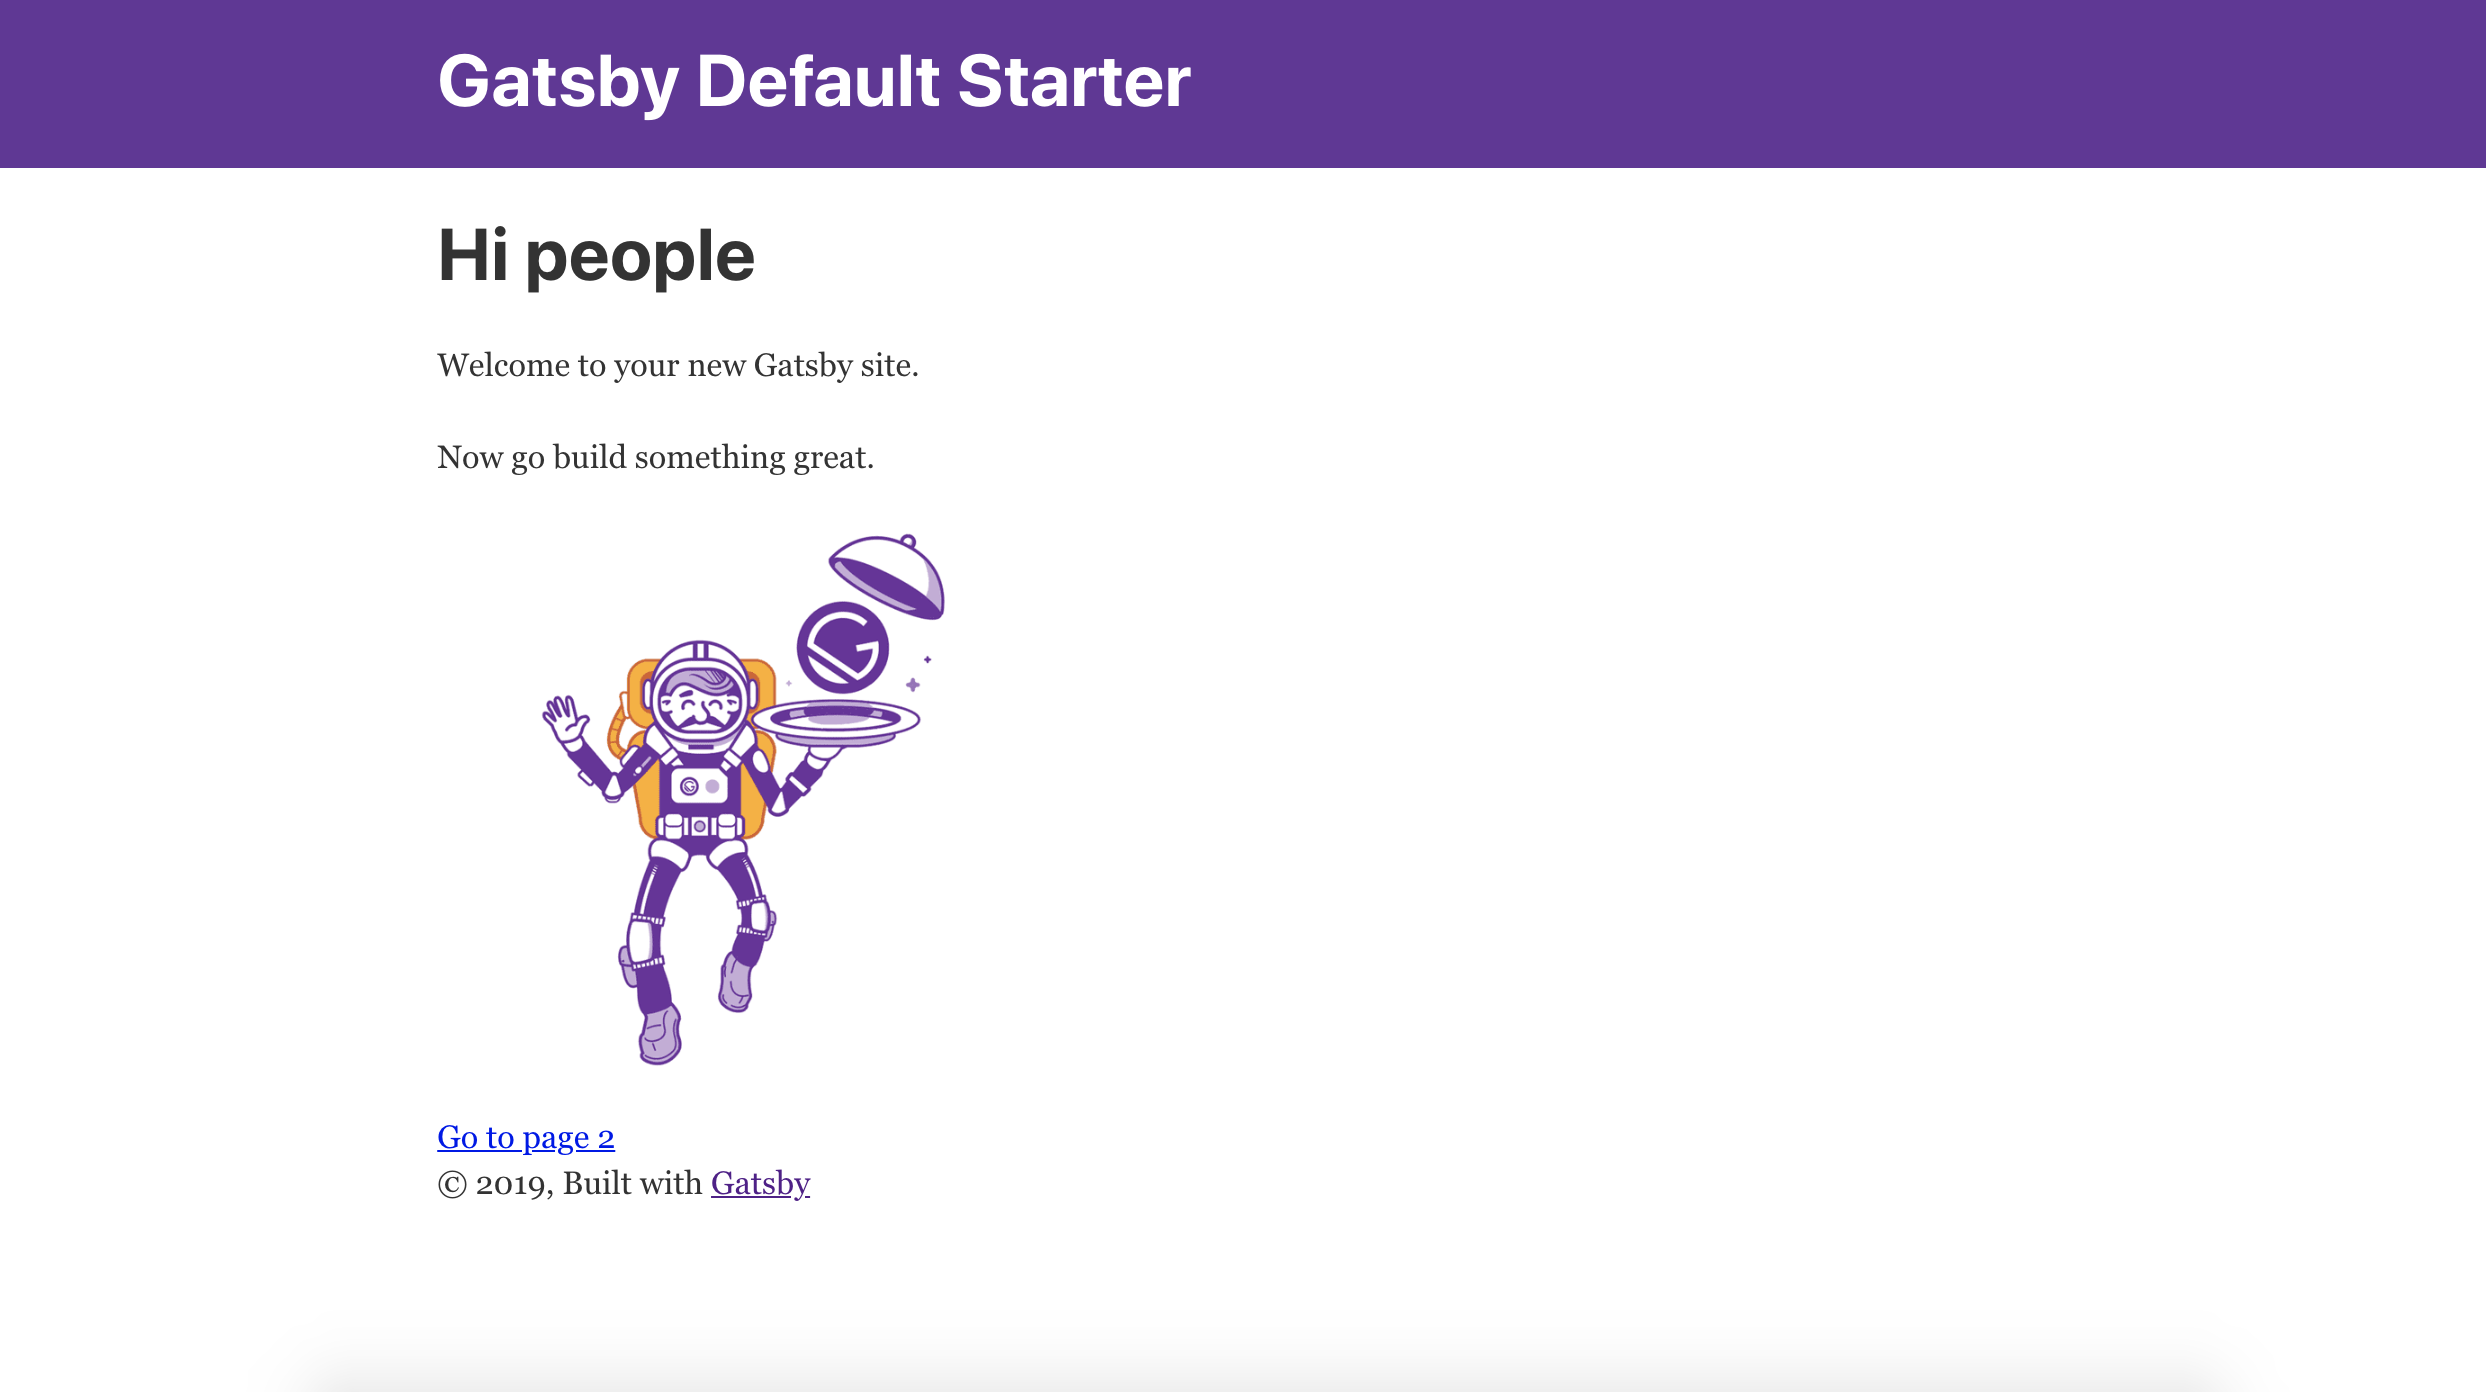 Gatsby Default Starter
Hi people
Welcome to your new Gatsby site.
Now go build something great.
Go to page 2
© 2019, Built with Gatsby